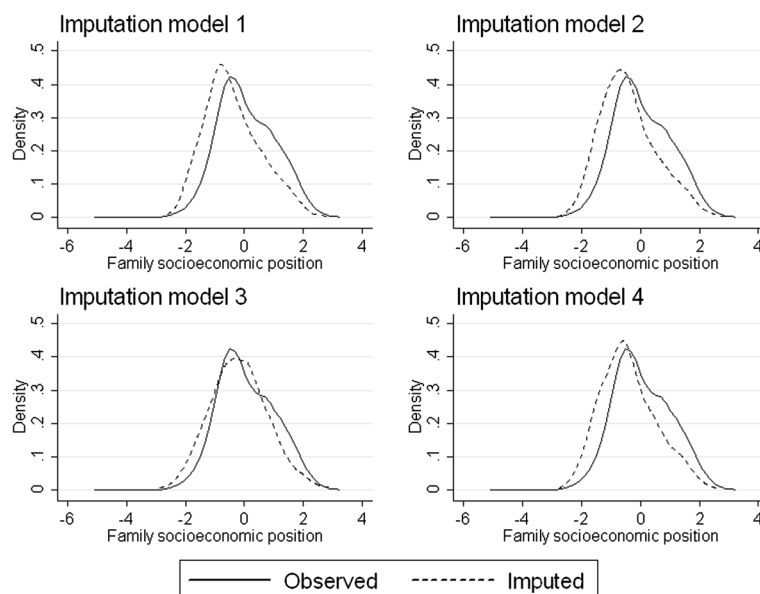 Imputation model 1
Density
.5
.4
.3
.2
.1
0
-6 -4 -2 0 2 4
Family socioeconomic position
Imputation model 2
Density
.5
.4
.3
.2
.1
0
-6 -4 -2 0 2 4
Family socioeconomic position
Imputation model 3
Density
.5
.4
.3
.2
.1
0
-6 -4 -2 0 2 4
Family socioeconomic position
Imputation model 4
Density
.5
.4
.3
.2
.1
0
-6 -4 -2 0 2 4
Family socioeconomic position
Observed Imputed